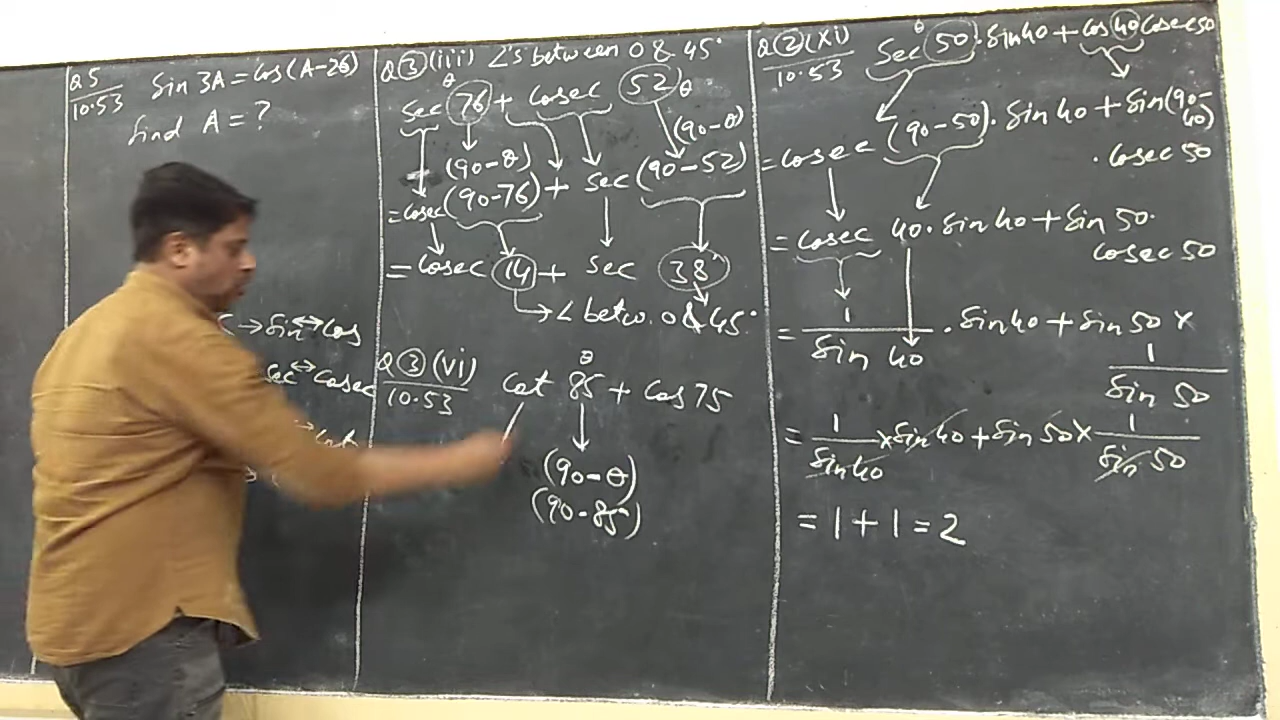 Q5 Sin 3A = Cos(A-26)
10.53
find A = ?
→ Sin ↔ Cos
Sec ↔ Cosec
Q③(iii) ∠'s between 0 & 45°
θ
Sec 76 + Cosec 52 θ
(90-θ)
(90-θ)
= Cosec (90-76) + Sec (90-52)
= Cosec 14 + Sec 38°
→ ∠ betw. 0 & 45°
Q③(vi)
10.53
θ
Cot 85 + Cos 75
(90-θ)
(90-85°)
Q②(xi)
10.53
θ
Sec 50 . Sin 40 + Cos 40 Cosec 50
= Cosec (90-50) . Sin 40 + Sin(90-40)
. Cosec 50
= Cosec 40 . Sin 40 + Sin 50 .
Cosec 50
= 1/Sin 40 . Sin 40 + Sin 50 ×
1/Sin 50
= 1/Sin 40 × Sin 40 + Sin 50 × 1/Sin 50
= 1 + 1 = 2